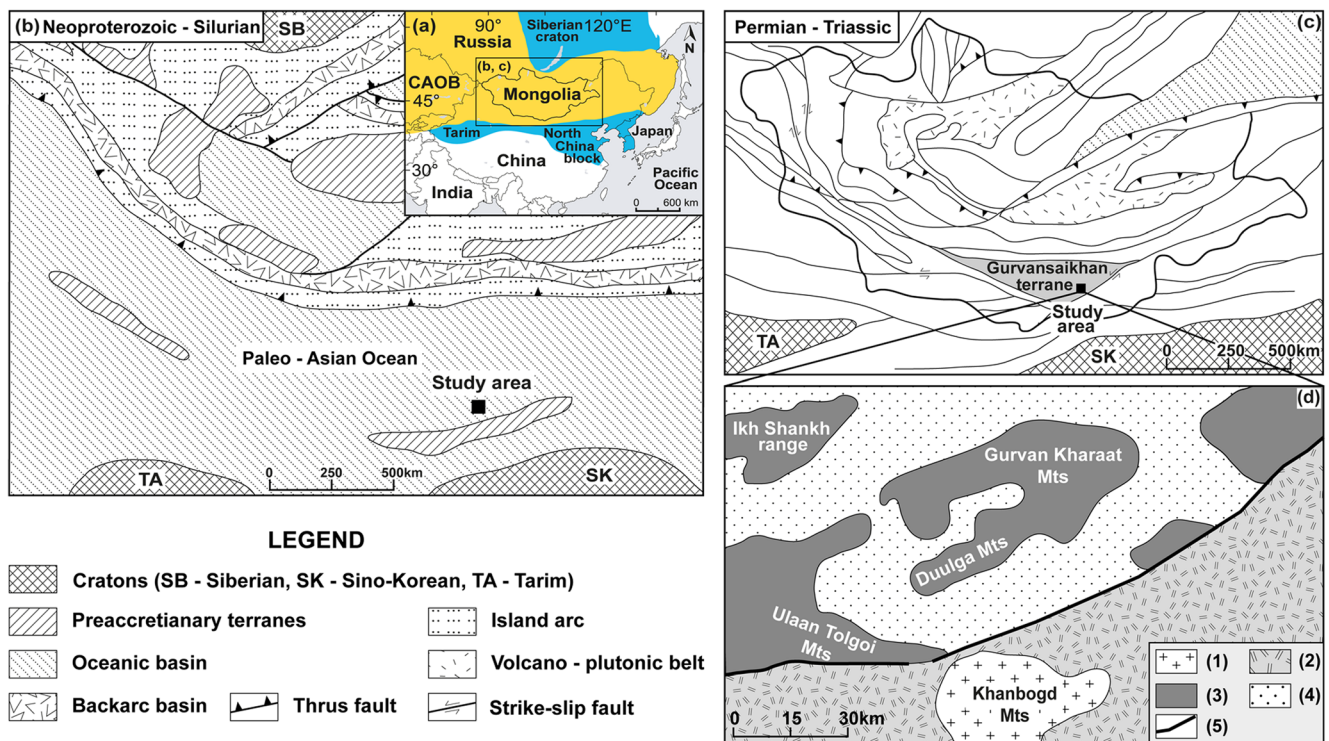 (b) Neoproterozoic - Silurian
SB
Paleo - Asian Ocean
Study area
TA
0 250 500km
SK
(a)
90°
Siberian
craton
120°E
Russia
N
(b, c)
CAOB
45°
Mongolia
Tarim
North
China
block
Japan
China
30°
Pacific
Ocean
India
0 600 km
Permian - Triassic
(c)
Gurvansaikhan
terrane
Study
area
TA
SK
0 250 500km
(d)
Ikh Shankh
range
Gurvan Kharaat
Mts
Duulga Mts
Ulaan Tolgoi
Mts
Khanbogd
Mts
0 15 30km
(1) (2)
(3) (4)
(5)
LEGEND
Cratons (SB - Siberian, SK - Sino-Korean, TA - Tarim)
Preaccretianary terranes
Island arc
Oceanic basin
Volcano - plutonic belt
Backarc basin
Thrus fault
Strike-slip fault